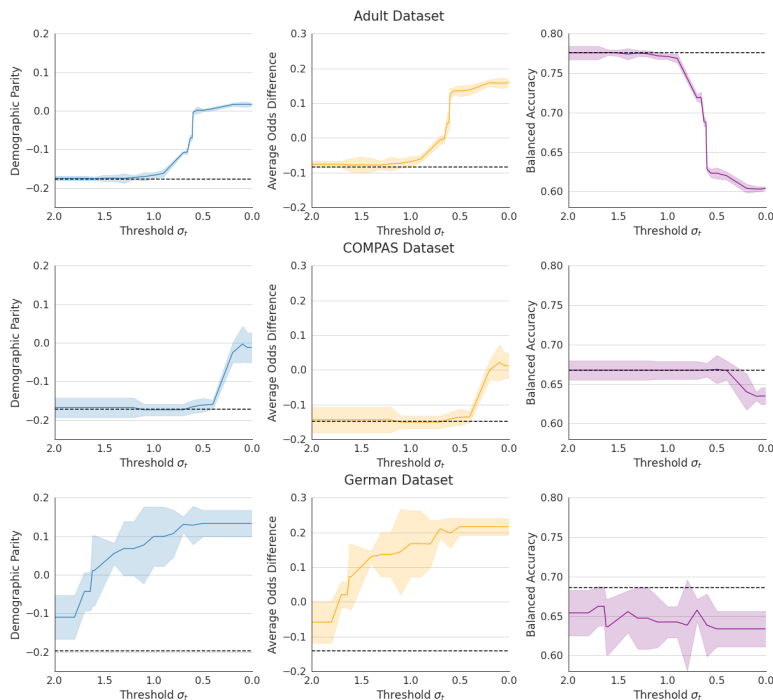 Adult Dataset
Demographic Parity
0.2
0.1
0.0
−0.1
−0.2
2.0 1.5 1.0 0.5 0.0
Threshold σt
Average Odds Difference
0.3
0.2
0.1
0.0
−0.1
−0.2
2.0 1.5 1.0 0.5 0.0
Threshold σt
Balanced Accuracy
0.80
0.75
0.70
0.65
0.60
2.0 1.5 1.0 0.5 0.0
Threshold σt
COMPAS Dataset
Demographic Parity
0.2
0.1
0.0
−0.1
−0.2
2.0 1.5 1.0 0.5 0.0
Threshold σt
Average Odds Difference
0.3
0.2
0.1
0.0
−0.1
−0.2
2.0 1.5 1.0 0.5 0.0
Threshold σt
Balanced Accuracy
0.80
0.75
0.70
0.65
0.60
2.0 1.5 1.0 0.5 0.0
Threshold σt
German Dataset
Demographic Parity
0.2
0.1
0.0
−0.1
−0.2
2.0 1.5 1.0 0.5 0.0
Threshold σt
Average Odds Difference
0.3
0.2
0.1
0.0
−0.1
−0.2
2.0 1.5 1.0 0.5 0.0
Threshold σt
Balanced Accuracy
0.80
0.75
0.70
0.65
0.60
2.0 1.5 1.0 0.5 0.0
Threshold σt